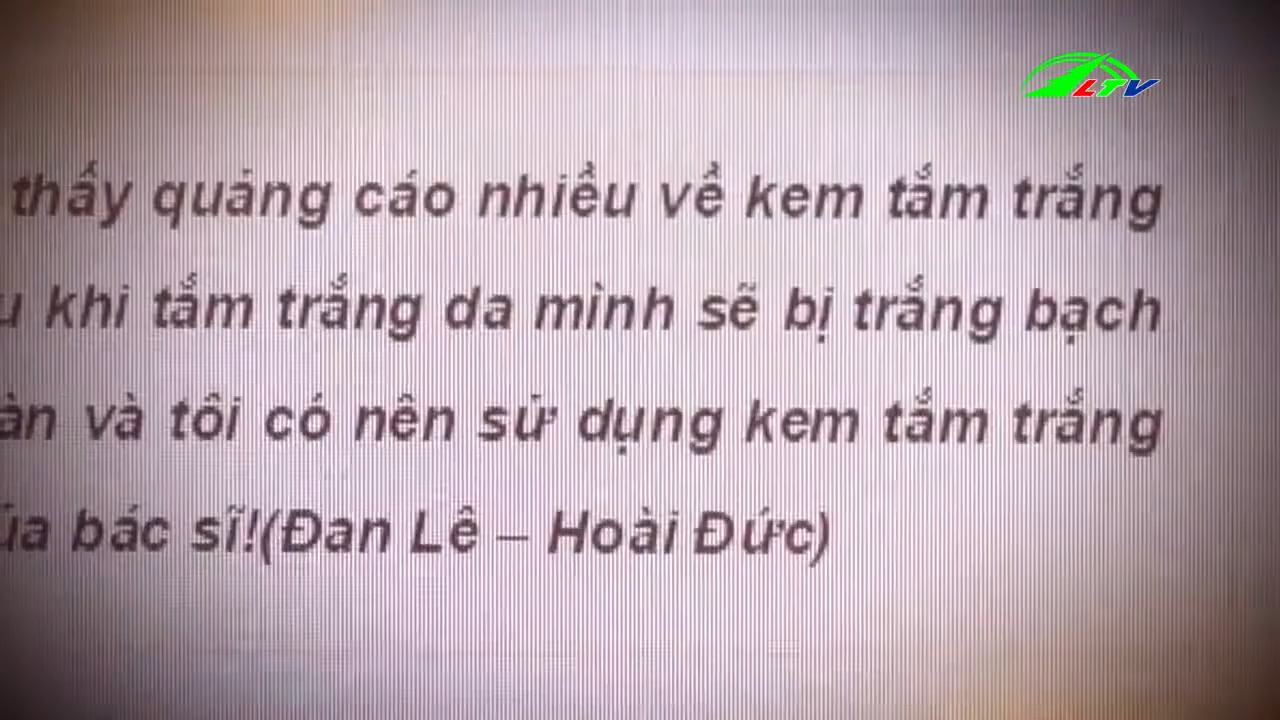 LTV
thấy quảng cáo nhiều về kem tắm trắng
khi tắm trắng da mình sẽ bị trắng bạch
và tôi có nên sử dụng kem tắm trắng
bác sĩ!(Đan Lê – Hoài Đức)